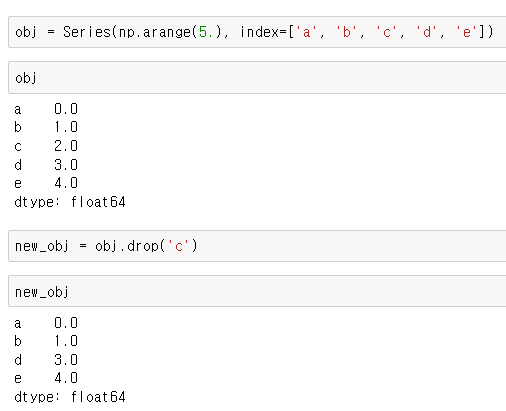 obj = Series(np.arange(5.), index=['a', 'b', 'c', 'd', 'e'])
obj
a    0.0
b    1.0
c    2.0
d    3.0
e    4.0
dtype: float64
new_obj = obj.drop('c')
new_obj
a    0.0
b    1.0
d    3.0
e    4.0
dtype: float64